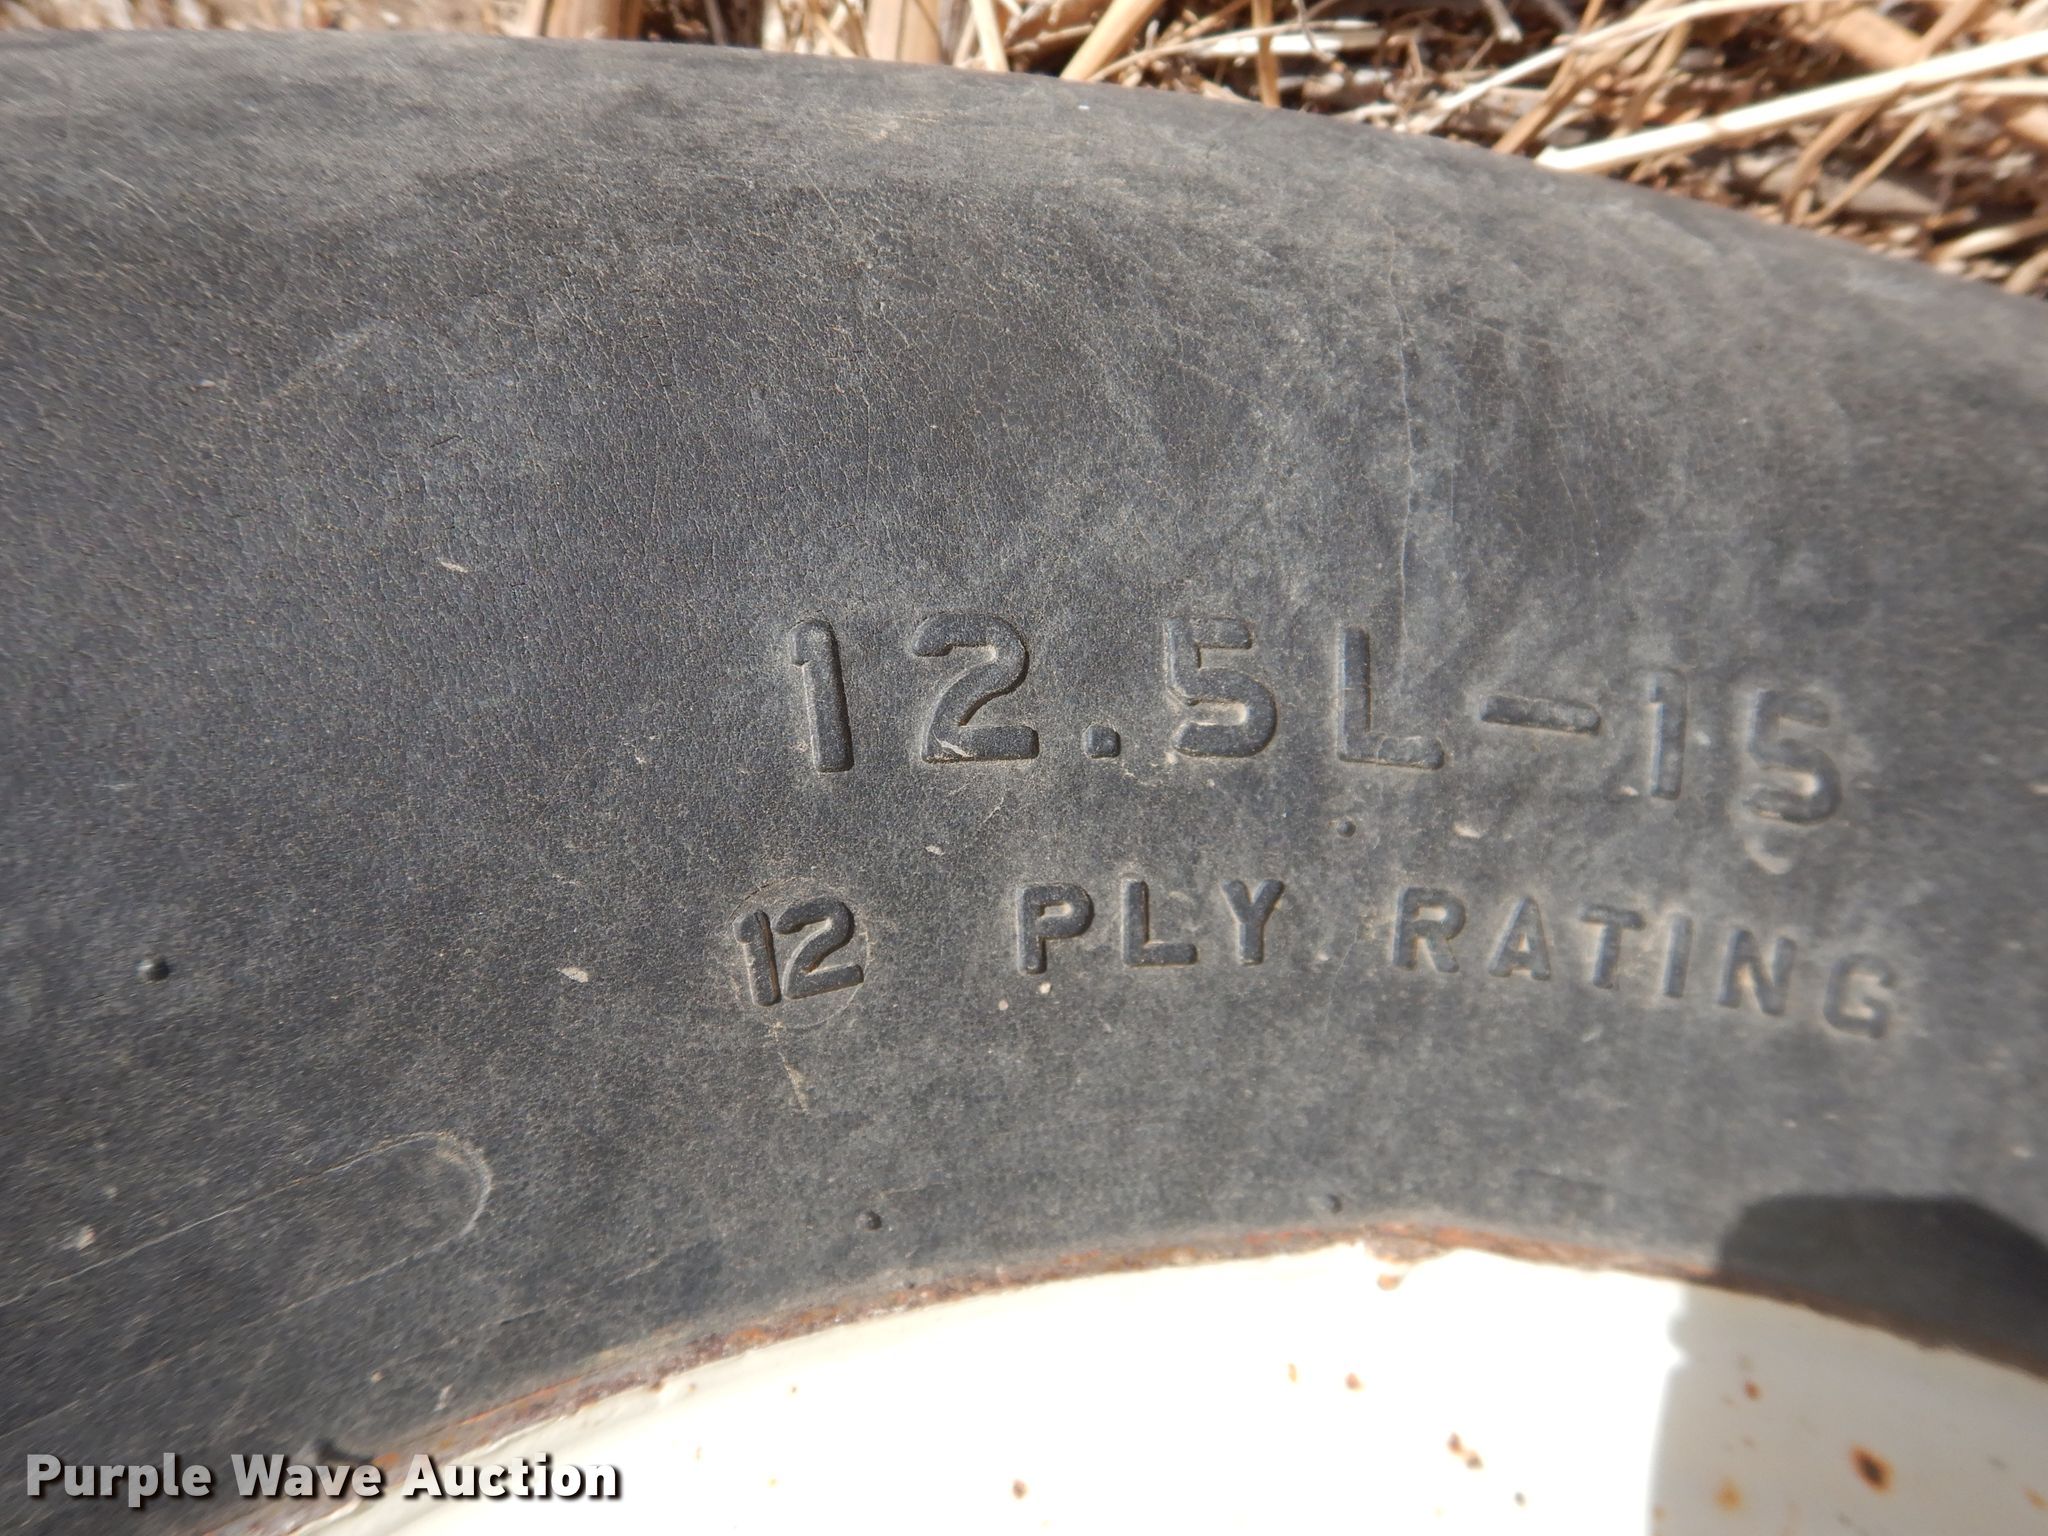 12.5L-15
12 PLY RATING
Purple Wave Auction